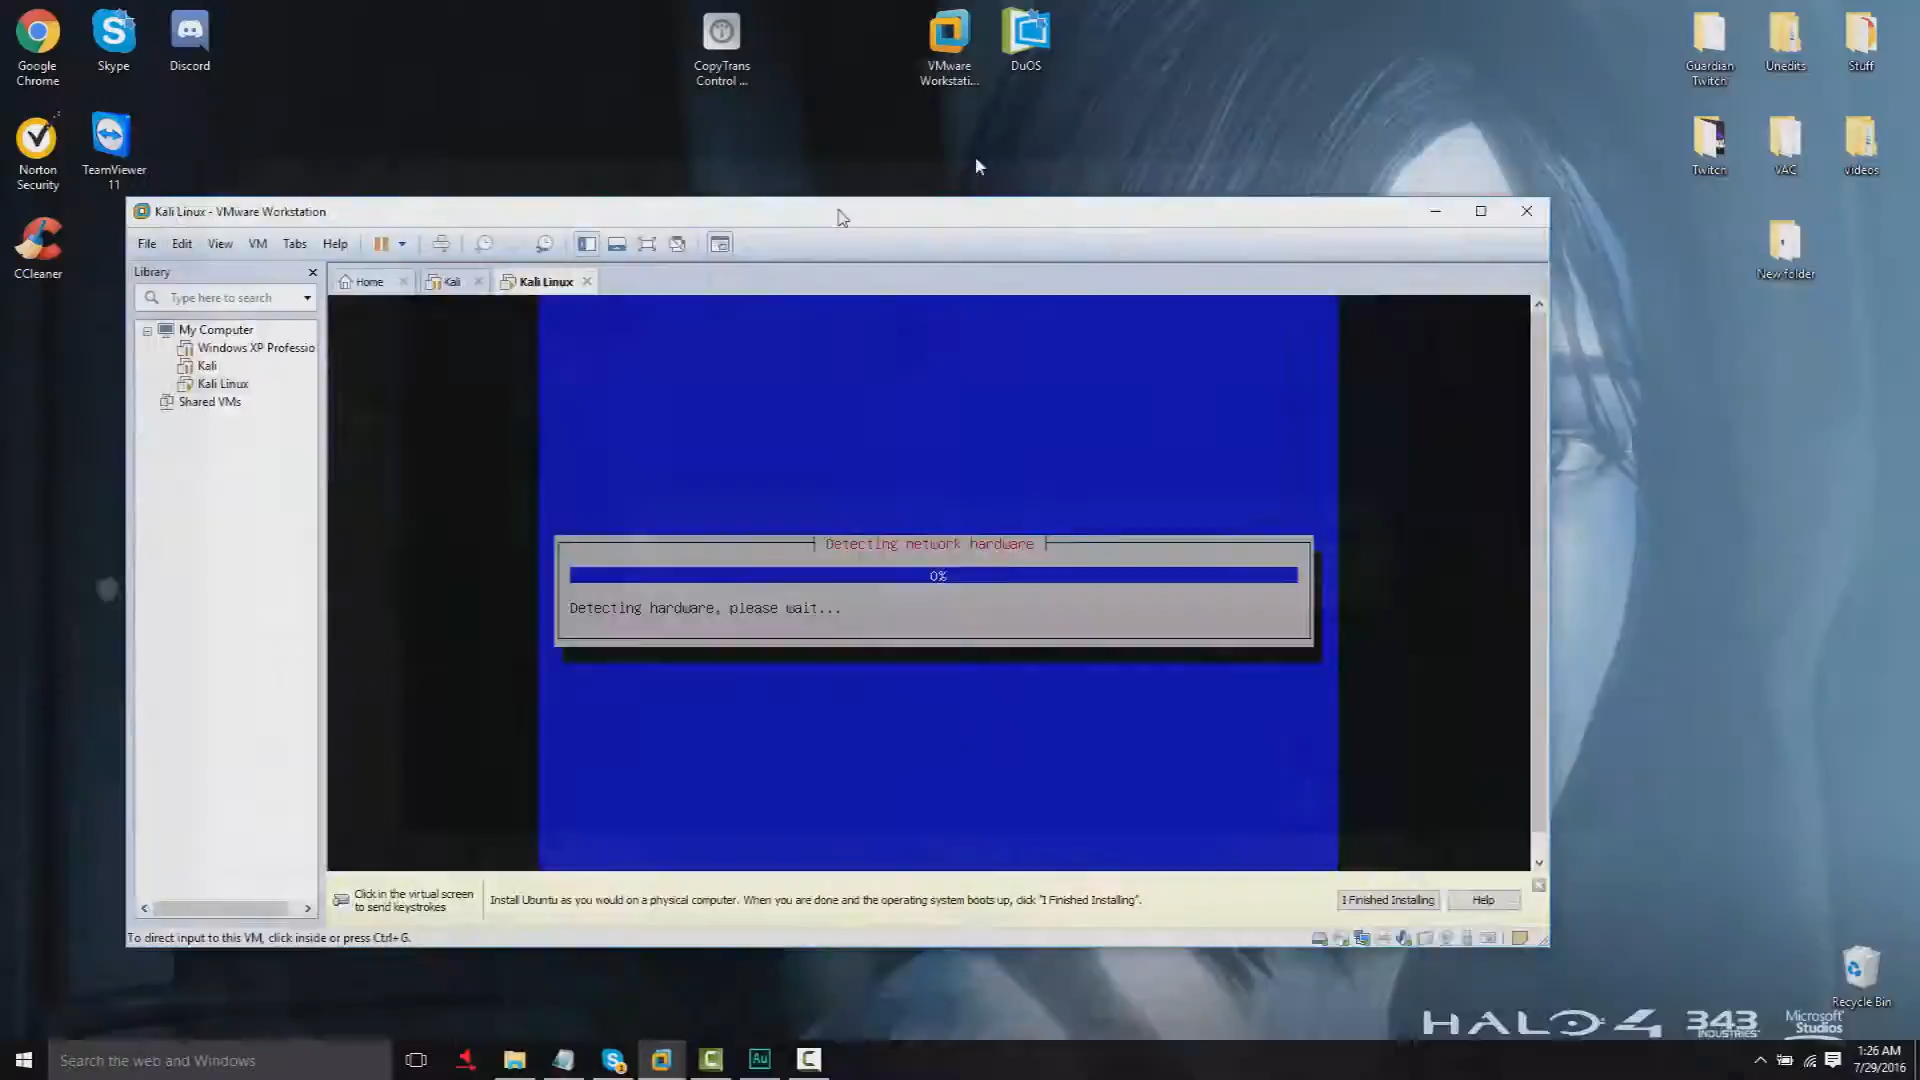 Google
Chrome
Skype
Discord
CopyTrans
Control ...
VMware
Workstati...
DuOS
Guardian
Twitch
Unedits
Stuff
Norton
Security
TeamViewer
11
Twitch
VAC
videos
CCleaner
New folder
Kali Linux - VMware Workstation
File Edit View VM Tabs Help
Library
Home
Kali
Kali Linux
Type here to search
My Computer
Windows XP Professio
Kali
Kali Linux
Shared VMs
Detecting network hardware
0%
Detecting hardware, please wait...
Click in the virtual screen
to send keystrokes
Install Ubuntu as you would on a physical computer. When you are done and the operating system boots up, click "I Finished Installing".
I Finished Installing
Help
To direct input to this VM, click inside or press Ctrl+G.
Recycle Bin
HALO 4
343
INDUSTRIES
Microsoft
Studios
Search the web and Windows
Au
1:26 AM
7/29/2016